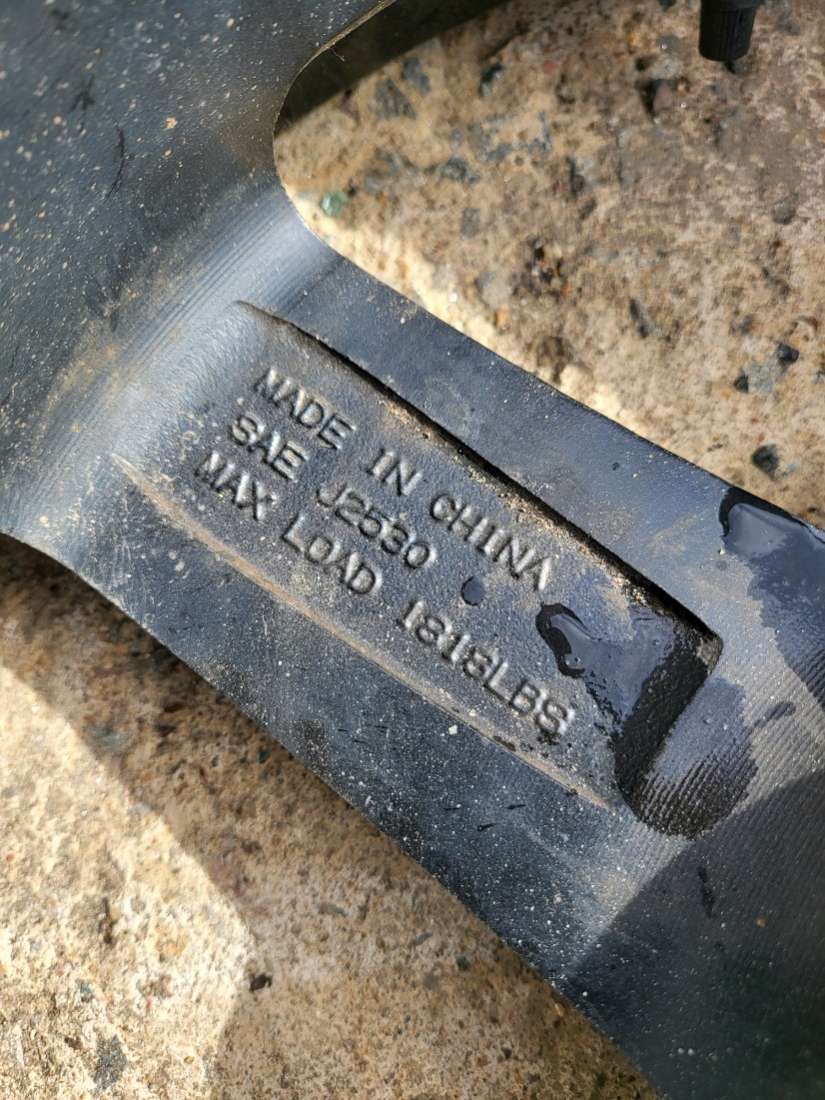 MADE IN CHINA
SAE J2530
MAX LOAD 1818LBS